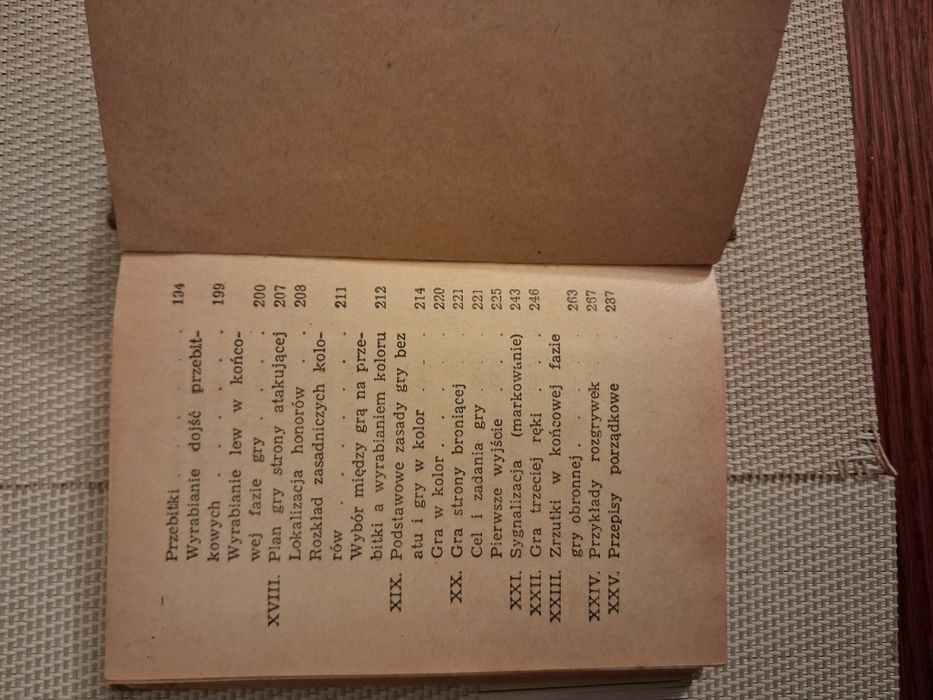 Przebitki . . . . . . 194
Wyrabianie dojść przebit-
kowych . . . . . . 199
Wyrabianie lew w końco-
wej fazie gry . . . . 200
XVIII. Plan gry strony atakującej 207
Lokalizacja honorów . . 208
Rozkład zasadniczych kolo-
rów . . . . . . . 211
Wybór między grą na prze-
bitki a wyrabianiem koloru 212
XIX. Podstawowe zasady gry bez
atu i gry w kolor . . . 214
Gra w kolor . . . . . 220
XX. Gra strony broniącej . . 221
Cel i zadania gry . . . 221
Pierwsze wyjście . . . 225
XXI. Sygnalizacja (markowanie) 243
XXII. Gra trzeciej ręki . . . 246
XXIII. Zrzutki w końcowej fazie
gry obronnej . . . . 263
XXIV. Przykłady rozgrywek . . 267
XXV. Przepisy porządkowe . . 287